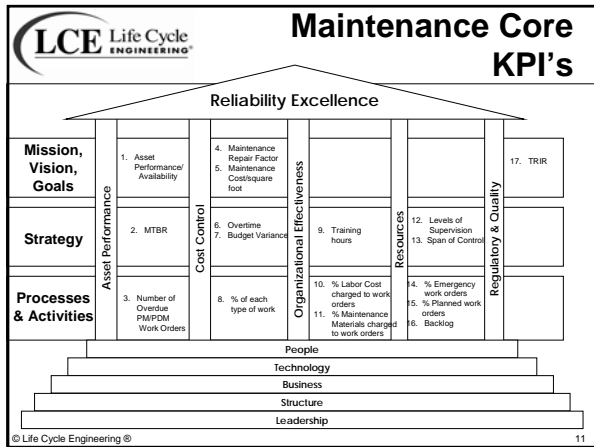 LCE Life Cycle
ENGINEERING®
Maintenance Core
KPI's
Reliability Excellence
Mission,
Vision,
Goals
Strategy
Processes
& Activities
Asset Performance
1. Asset
Performance/
Availability
2. MTBR
3. Number of
Overdue
PM/PDM
Work Orders
Cost Control
4. Maintenance
Repair Factor
5. Maintenance
Cost/square
foot
6. Overtime
7. Budget Variance
8. % of each
type of work
Organizational Effectiveness
9. Training
hours
10. % Labor Cost
charged to work
orders
11. % Maintenance
Materials charged
to work orders
Resources
12. Levels of
Supervision
13. Span of Control
14. % Emergency
work orders
15. % Planned work
orders
16. Backlog
Regulatory & Quality
17. TRIR
People
Technology
Business
Structure
Leadership
© Life Cycle Engineering ®
11